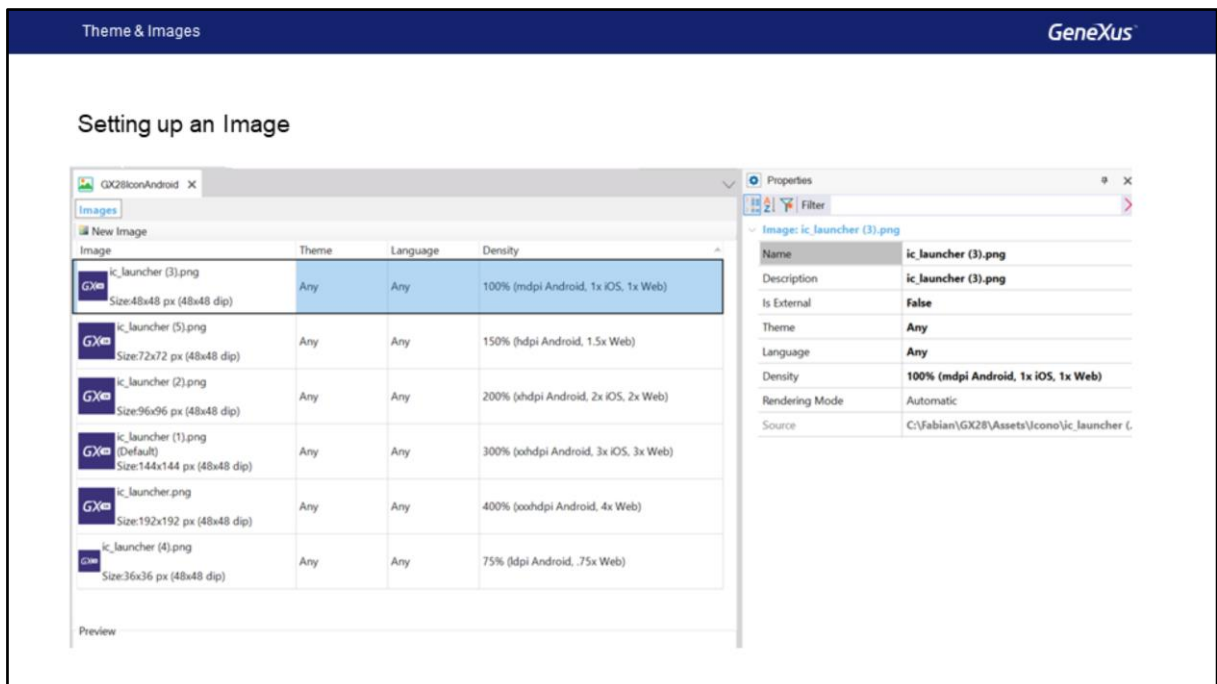 Theme & Images
GeneXus
Setting up an Image
GX28IconAndroid
Images
New Image
Image Theme Language Density
GX28
ic_launcher (3).png
Size:48x48 px (48x48 dip)
Any Any 100% (mdpi Android, 1x iOS, 1x Web)
GX28
ic_launcher (5).png
Size:72x72 px (48x48 dip)
Any Any 150% (hdpi Android, 1.5x Web)
GX28
ic_launcher (2).png
Size:96x96 px (48x48 dip)
Any Any 200% (xhdpi Android, 2x iOS, 2x Web)
GX28
ic_launcher (1).png
(Default)
Size:144x144 px (48x48 dip)
Any Any 300% (xxhdpi Android, 3x iOS, 3x Web)
GX28
ic_launcher.png
Size:192x192 px (48x48 dip)
Any Any 400% (xxxhdpi Android, 4x Web)
ic_launcher (4).png
Size:36x36 px (48x48 dip)
Any Any 75% (ldpi Android, .75x Web)
Preview
Properties
Filter
Image: ic_launcher (3).png
Name ic_launcher (3).png
Description ic_launcher (3).png
Is External False
Theme Any
Language Any
Density 100% (mdpi Android, 1x iOS, 1x Web)
Rendering Mode Automatic
Source C:\Fabian\GX28\Assets\Icono\ic_launcher (.